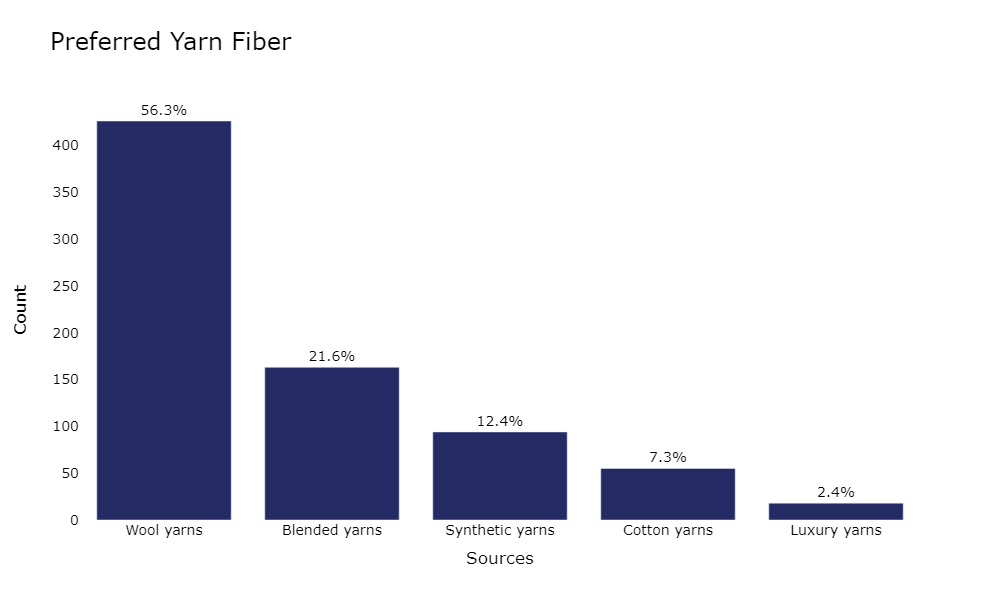 Preferred Yarn Fiber
56.3%
400
350
21.6%
300
250
200
150
12.4%
100
7.3%
50
2.4%
0
Count
Wool yarns
Blended yarns
Synthetic yarns
Cotton yarns
Luxury yarns
Sources